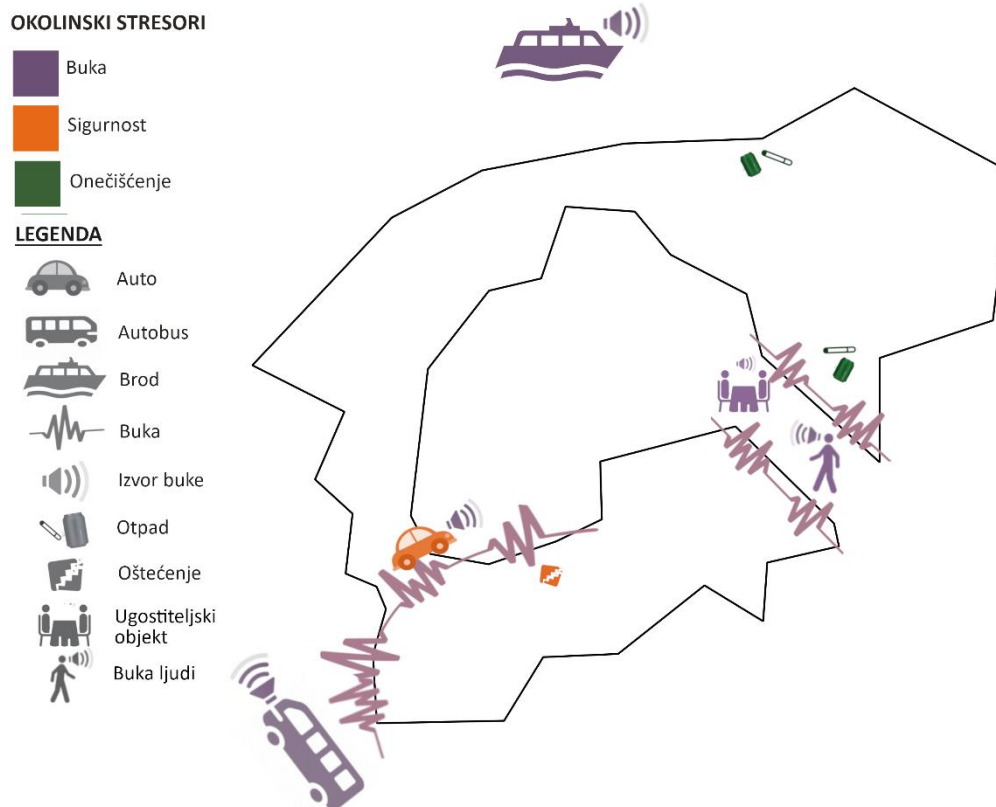 OKOLINSKI STRESORI
Buka
Sigurnost
Onečišćenje
LEGENDA
Auto
Autobus
Brod
Buka
Izvor buke
Otpad
Oštećenje
Ugostiteljski
objekt
Buka ljudi